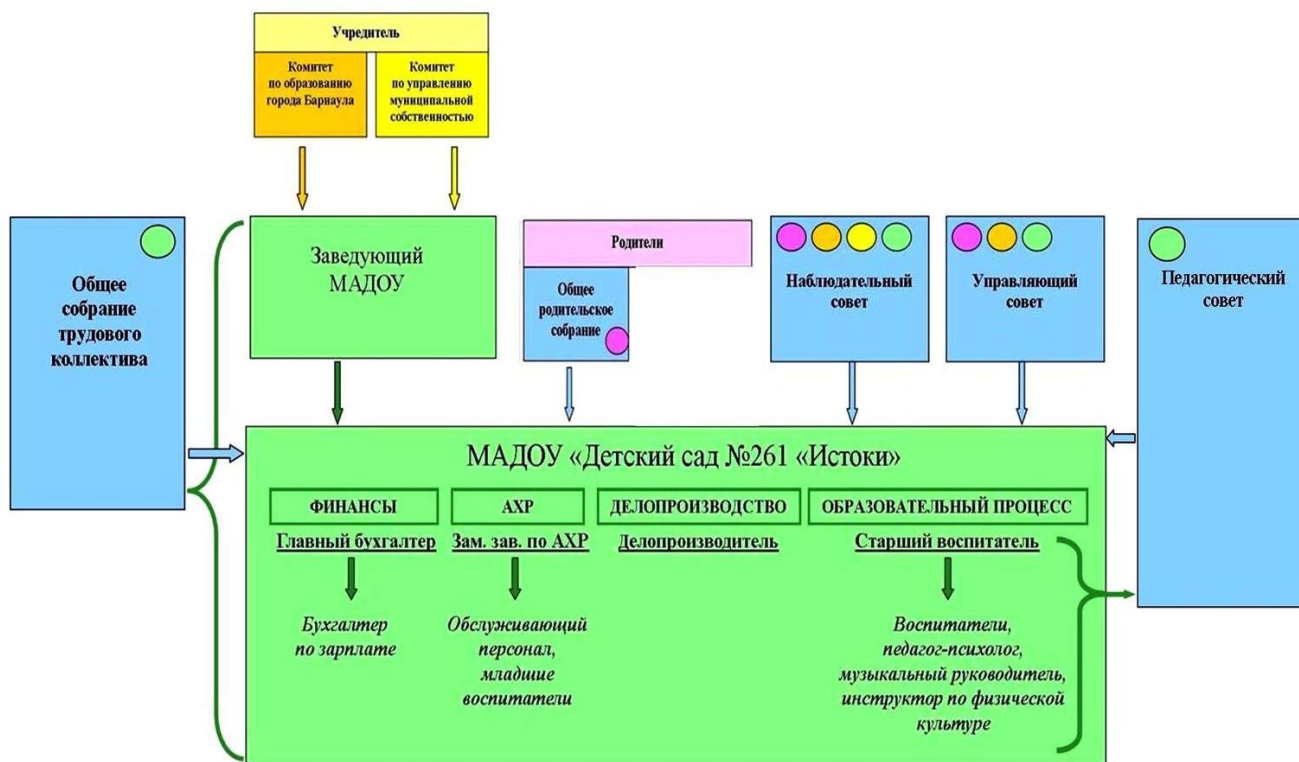 Учредитель
Комитет
по образованию
города Барнаула
Комитет
по управлению
муниципальной
собственностью
Общее
собрание
трудового
коллектива
Заведующий
МАДОУ
Родители
Общее
родительское
собрание
Наблюдательный
совет
Управляющий
совет
Педагогический
совет
МАДОУ «Детский сад №261 «Истоки»
ФИНАНСЫ
Главный бухгалтер
Бухгалтер
по зарплате
АХР
Зам. зав. по АХР
Обслуживающий
персонал,
младшие
воспитатели
ДЕЛОПРОИЗВОДСТВО
Делопроизводитель
ОБРАЗОВАТЕЛЬНЫЙ ПРОЦЕСС
Старший воспитатель
Воспитатели,
педагог-психолог,
музыкальный руководитель,
инструктор по физической
культуре